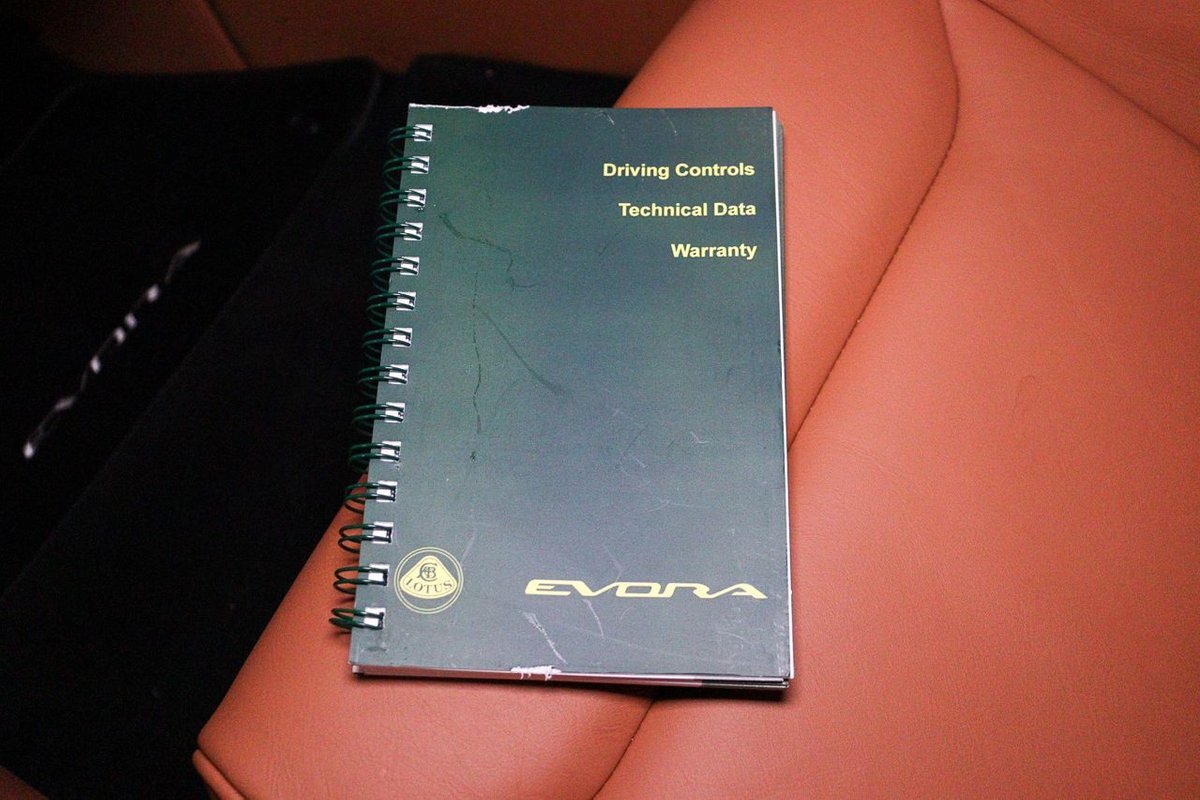 Driving Controls
Technical Data
Warranty
LOTUS
EVORA